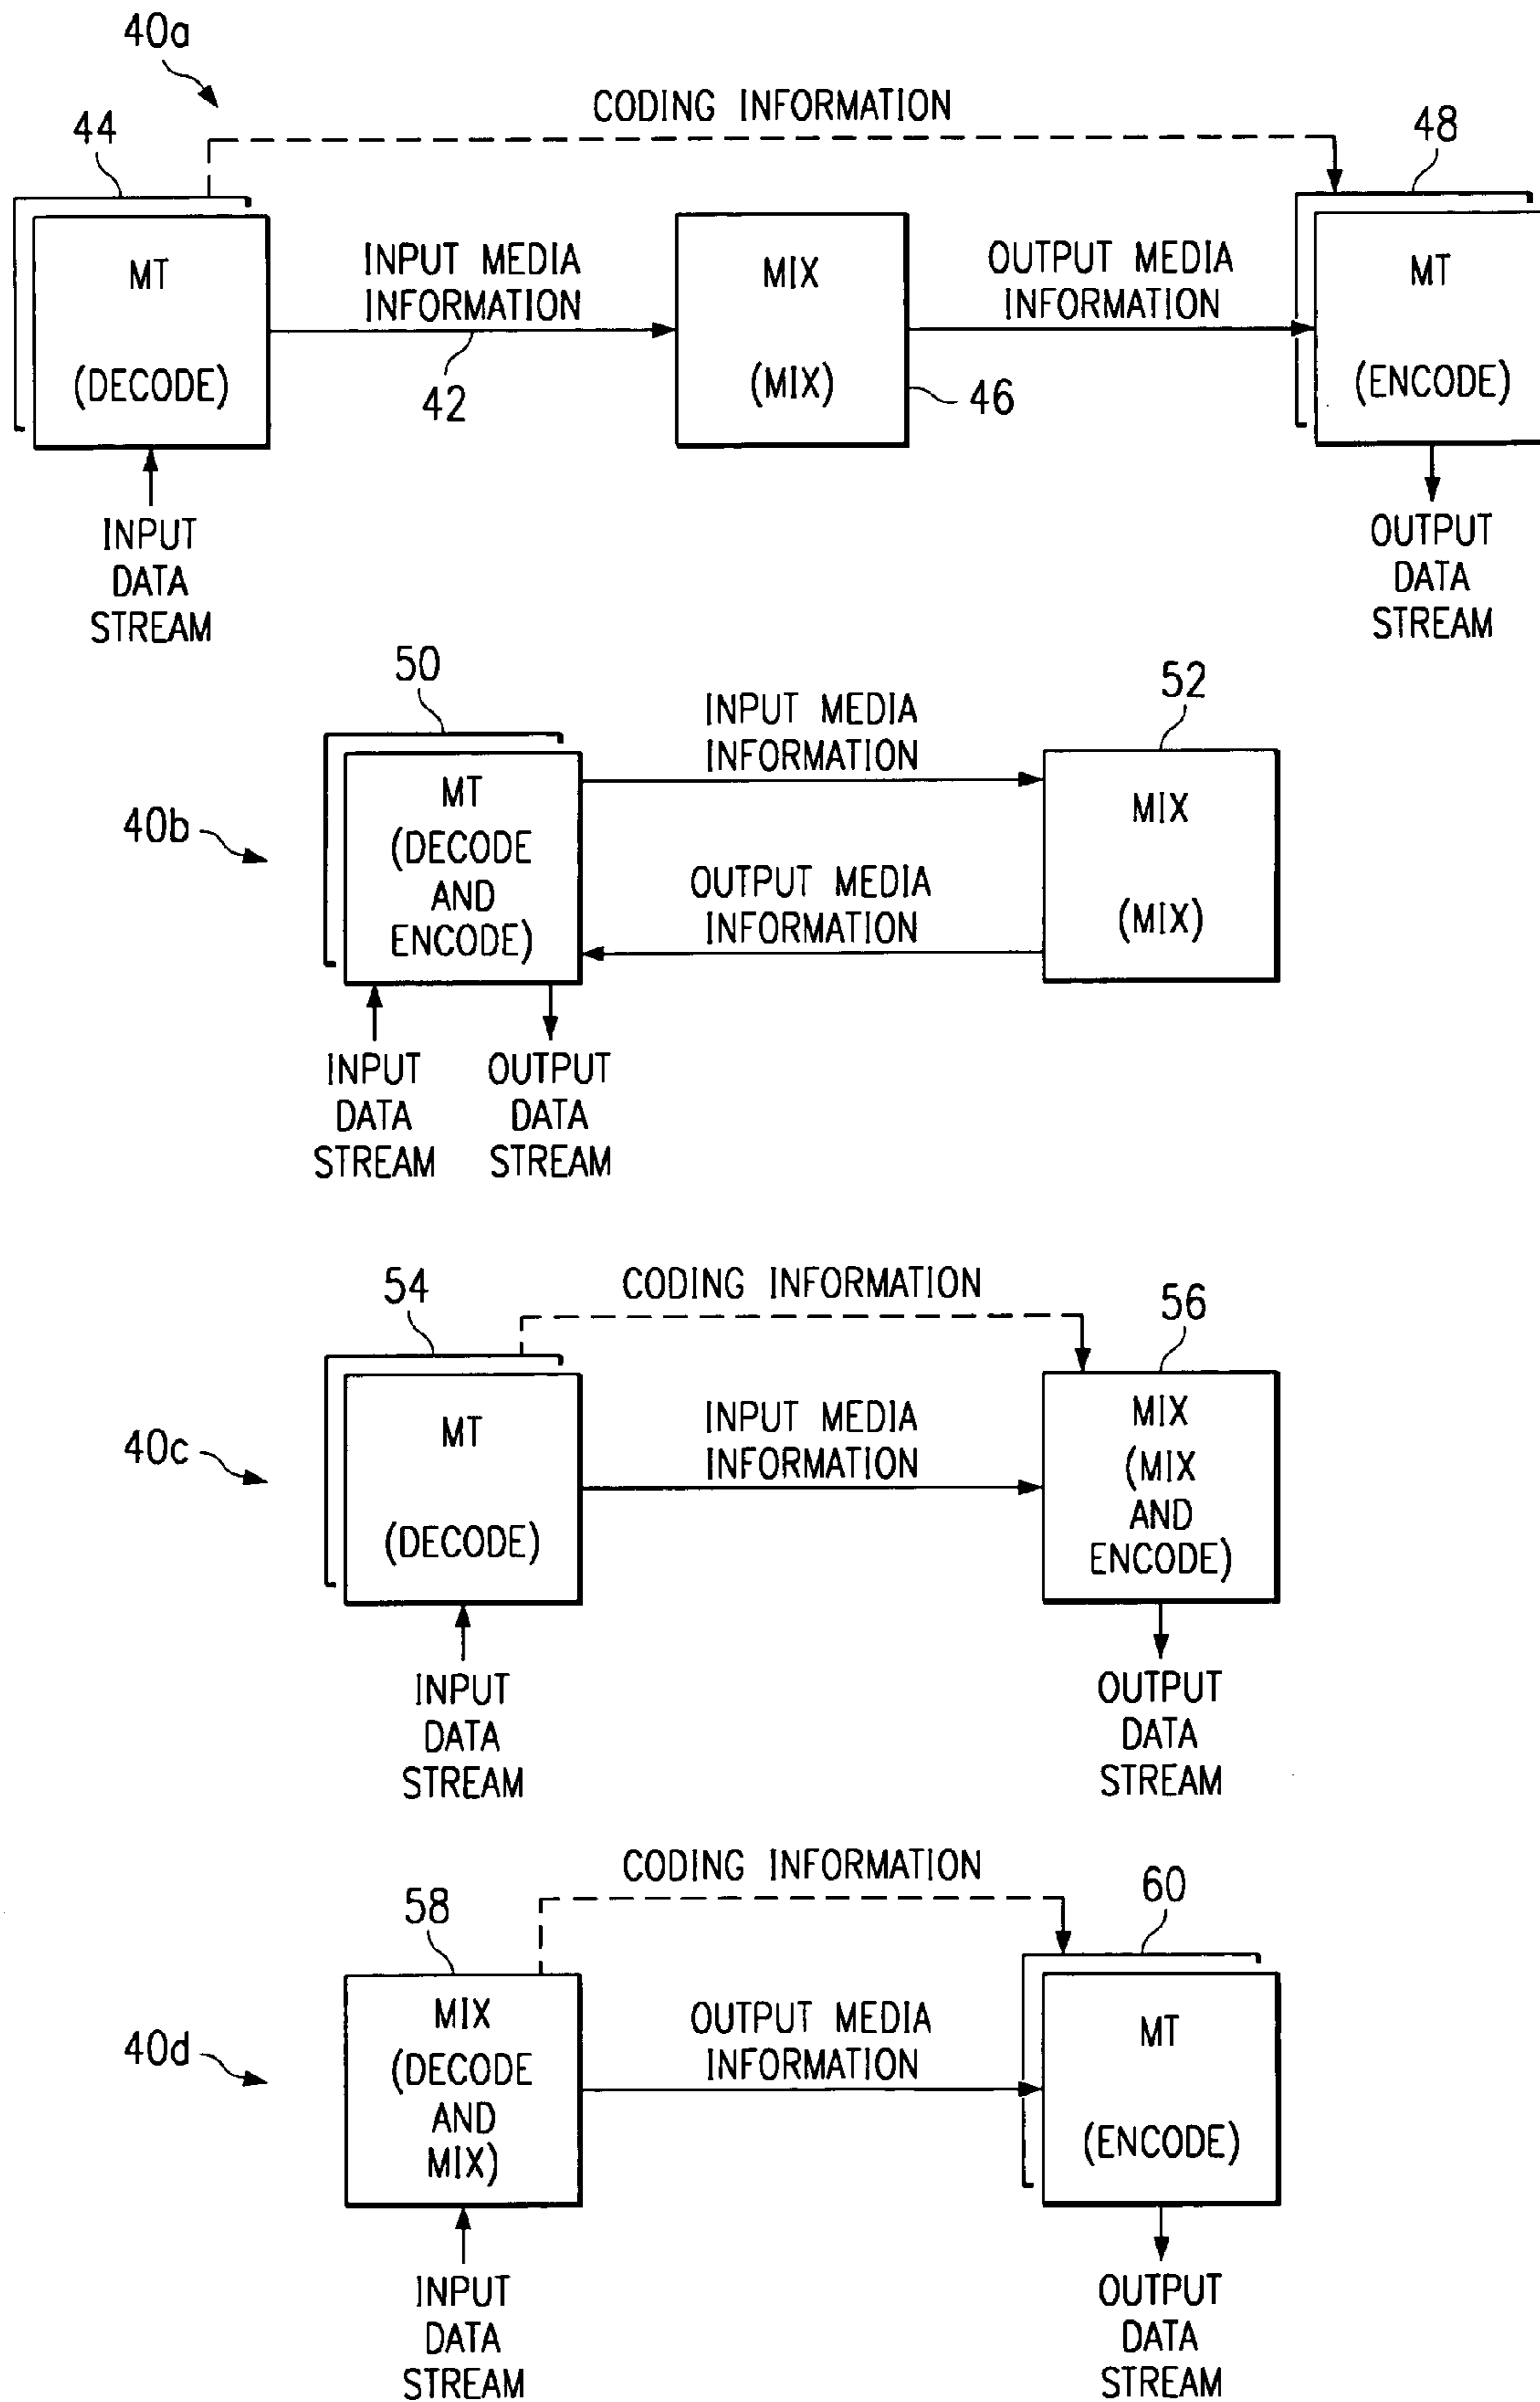 40a
CODING INFORMATION
44
48
MT
(DECODE)
INPUT MEDIA
INFORMATION
42
MIX
(MIX)
46
OUTPUT MEDIA
INFORMATION
MT
(ENCODE)
INPUT
DATA
STREAM
OUTPUT
DATA
STREAM
40b
50
MT
(DECODE
AND
ENCODE)
INPUT MEDIA
INFORMATION
OUTPUT MEDIA
INFORMATION
52
MIX
(MIX)
INPUT
DATA
STREAM
OUTPUT
DATA
STREAM
40c
54
CODING INFORMATION
56
MT
(DECODE)
INPUT MEDIA
INFORMATION
MIX
(MIX
AND
ENCODE)
INPUT
DATA
STREAM
OUTPUT
DATA
STREAM
40d
58
CODING INFORMATION
60
MIX
(DECODE
AND
MIX)
OUTPUT MEDIA
INFORMATION
MT
(ENCODE)
INPUT
DATA
STREAM
OUTPUT
DATA
STREAM